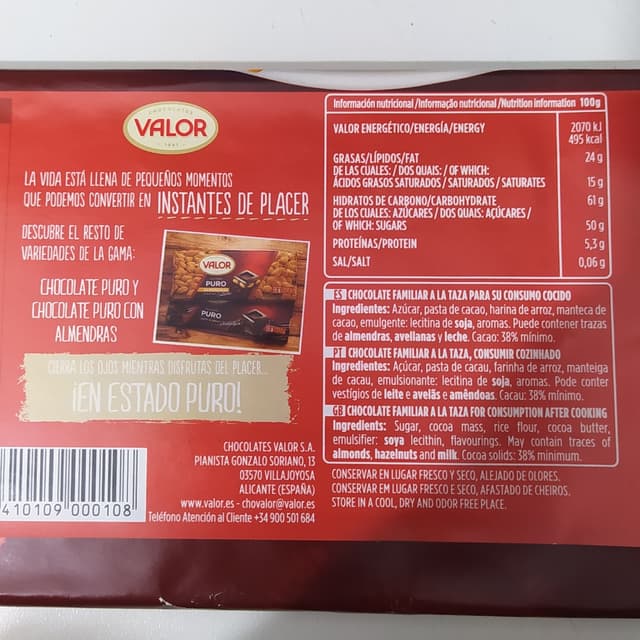 CHOCOLATES
VALOR
1881
LA VIDA ESTÁ LLENA DE PEQUEÑOS MOMENTOS
QUE PODEMOS CONVERTIR EN INSTANTES DE PLACER
DESCUBRE EL RESTO DE
VARIEDADES DE LA GAMA:
CHOCOLATE PURO Y
CHOCOLATE PURO CON
ALMENDRAS
VALOR
PURO
PURO
CIERRA LOS OJOS MIENTRAS DISFRUTAS DEL PLACER...
¡EN ESTADO PURO!
410109 000108
CHOCOLATES VALOR S.A.
PIANISTA GONZALO SORIANO, 13
03570 VILLAJOYOSA
ALICANTE (ESPAÑA)
www.valor.es - chovalor@valor.es
Teléfono Atención al Cliente +34 900 501 684
Información nutricional /Informação nutricional /Nutrition information 100g
VALOR ENERGÉTICO/ENERGÍA/ENERGY 2070 kJ
495 kcal
GRASAS/LÍPIDOS/FAT 24 g
DE LAS CUALES: / DOS QUAIS: / OF WHICH:
ÁCIDOS GRASOS SATURADOS / SATURADOS / SATURATES 15 g
HIDRATOS DE CARBONO/CARBOHYDRATE 61 g
DE LOS CUALES: AZÚCARES / DOS QUAIS: AÇÚCARES /
OF WHICH: SUGARS 50 g
PROTEÍNAS/PROTEIN 5,3 g
SAL/SALT 0,06 g
ES CHOCOLATE FAMILIAR A LA TAZA PARA SU CONSUMO COCIDO
Ingredientes: Azúcar, pasta de cacao, harina de arroz, manteca de
cacao, emulgente: lecitina de soja, aromas. Puede contener trazas
de almendras, avellanas y leche. Cacao: 38% mínimo.
PT CHOCOLATE FAMILIAR A LA TAZA, CONSUMIR COZINHADO
Ingredientes: Açúcar, pasta de cacau, farinha de arroz, manteiga
de cacau, emulsionante: lecitina de soja, aromas. Pode conter
vestígios de leite e avelãs e amêndoas. Cacau: 38% mínimo.
GB CHOCOLATE FAMILIAR A LA TAZA FOR CONSUMPTION AFTER COOKING
Ingredients: Sugar, cocoa mass, rice flour, cocoa butter,
emulsifier: soya lecithin, flavourings. May contain traces of
almonds, hazelnuts and milk. Cocoa solids: 38% minimum.
CONSERVAR EN LUGAR FRESCO Y SECO, ALEJADO DE OLORES.
CONSERVAR EM LUGAR FRESCO E SECO, AFASTADO DE CHEIROS.
STORE IN A COOL, DRY AND ODOR FREE PLACE.